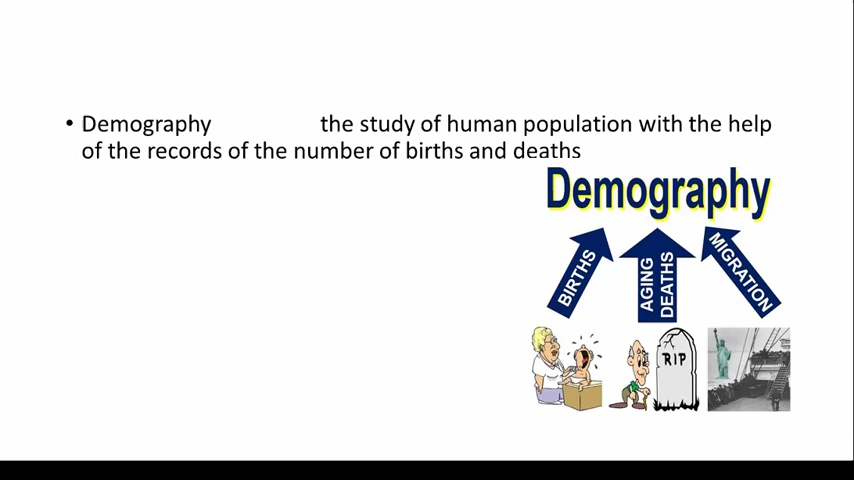 • Demography the study of human population with the help
of the records of the number of births and deaths
Demography
BIRTHS
AGING
DEATHS
MIGRATION
RIP